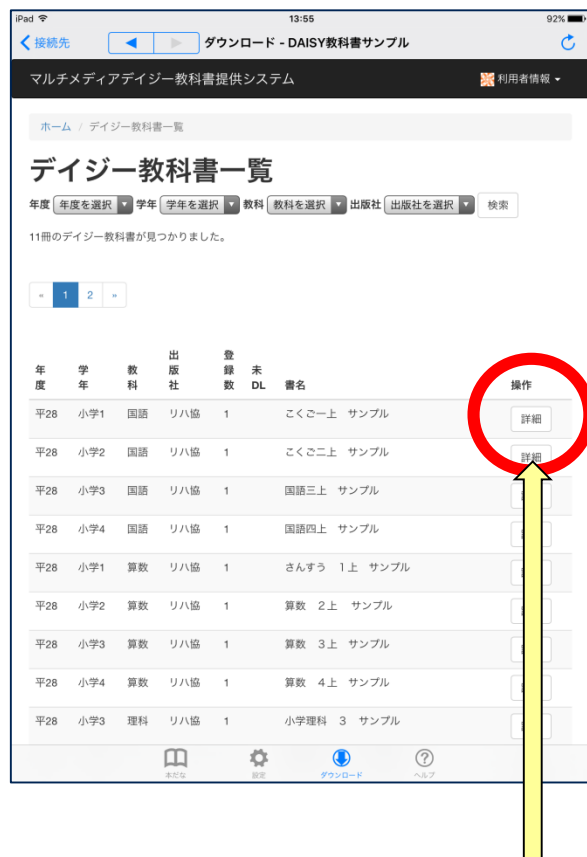 iPad 13:55 92%
接続先 ダウンロード - DAISY教科書サンプル
マルチメディアデイジー教科書提供システム 利用者情報
ホーム / デイジー教科書一覧
デイジー教科書一覧
年度 年度を選択 学年 学年を選択 教科 教科を選択 出版社 出版社を選択 検索
11冊のデイジー教科書が見つかりました。
« 1 2 »
年度 学年 教科 出版社 登録数 未DL 書名 操作
平28 小学1 国語 リハ協 1 こくご一上 サンプル 詳細
平28 小学2 国語 リハ協 1 こくご二上 サンプル 詳細
平28 小学3 国語 リハ協 1 国語三上 サンプル
平28 小学4 国語 リハ協 1 国語四上 サンプル
平28 小学1 算数 リハ協 1 さんすう 1上 サンプル
平28 小学2 算数 リハ協 1 算数 2上 サンプル
平28 小学3 算数 リハ協 1 算数 3上 サンプル
平28 小学4 算数 リハ協 1 算数 4上 サンプル
平28 小学3 理科 リハ協 1 小学理科 3 サンプル
本だな 設定 ダウンロード ヘルプ